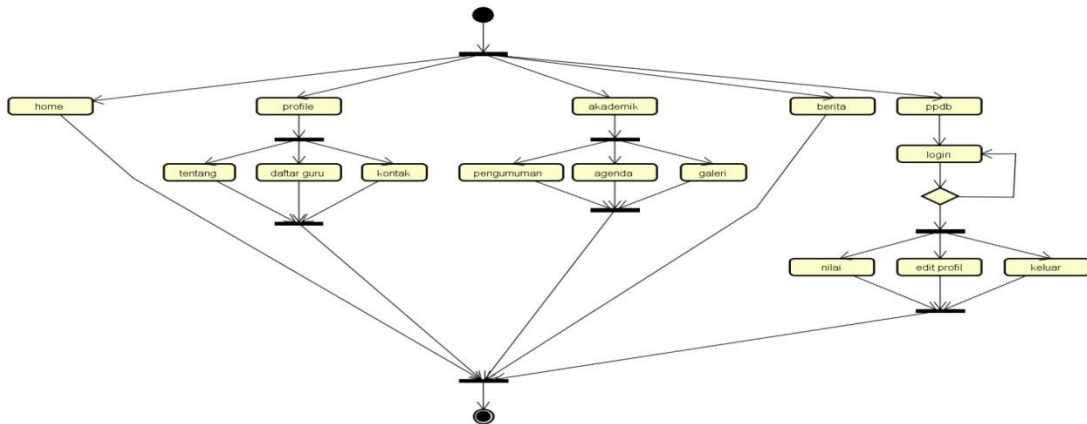 home
profile
akademik
berita
ppdb
login
tentang
daftar guru
kontak
pengumuman
agenda
galeri
nilai
edit profil
keluar